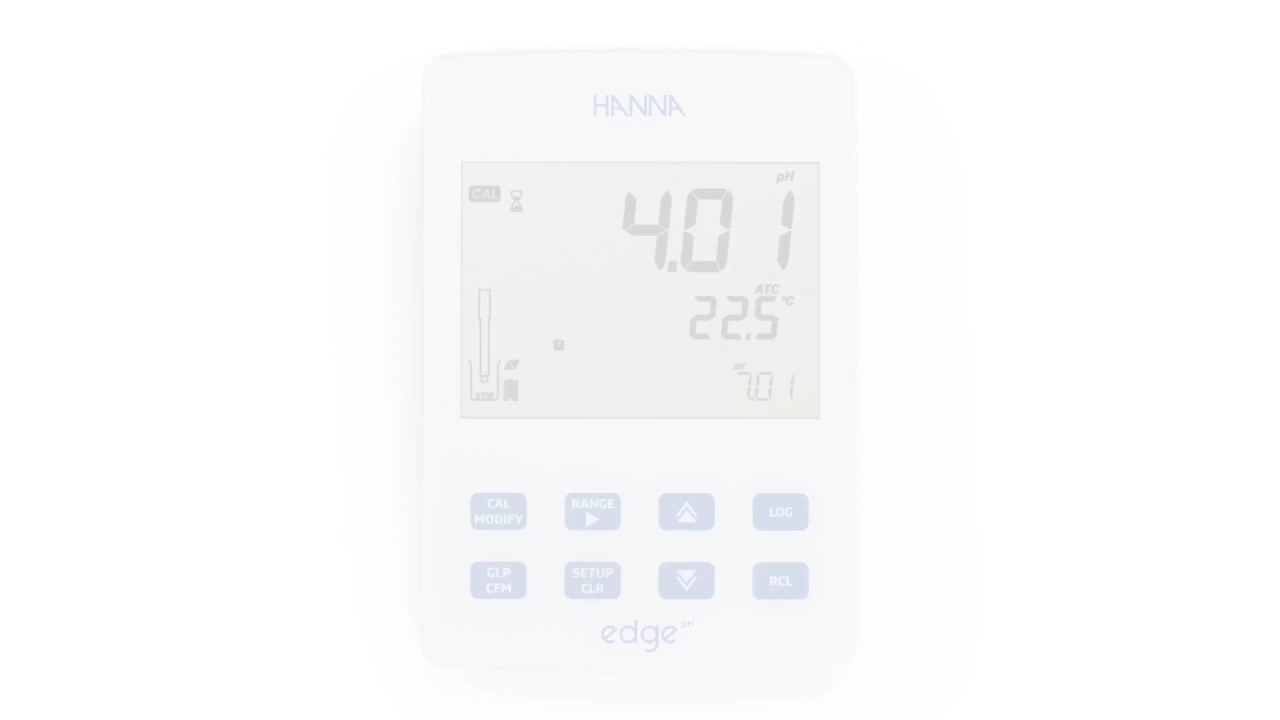 HANNA
pH
CAL
4.01
ATC
22.5 °C
pH
7.01
CAL
MODIFY
RANGE
LOG
GLP
CFM
SETUP
CLR
RCL
edge pH